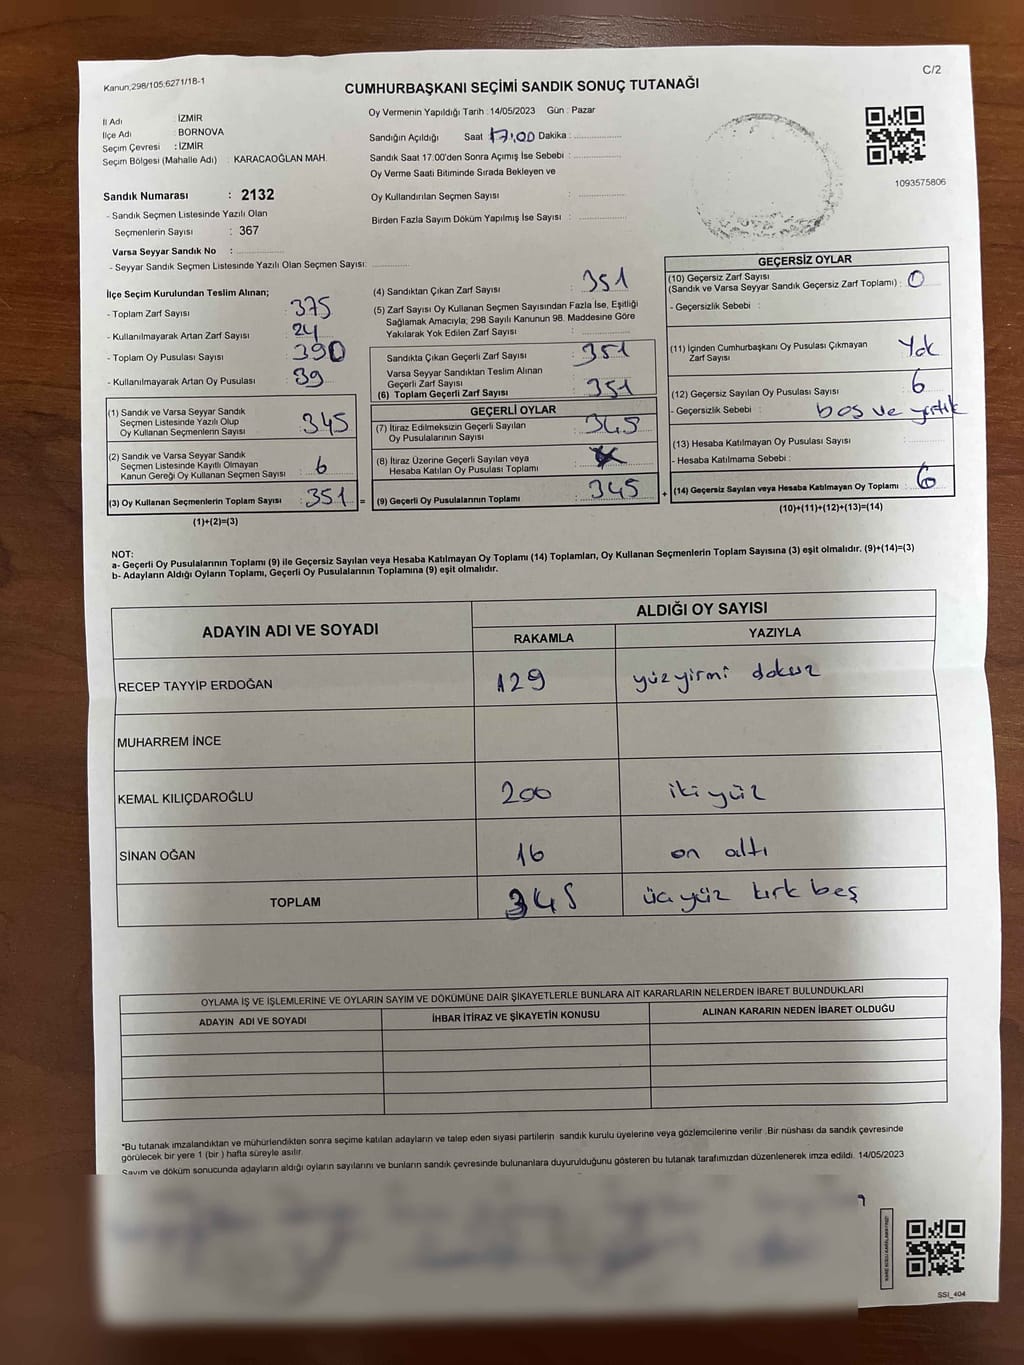 Kanun,298/105;6271/18-1
C/2
CUMHURBAŞKANI SEÇİMİ SANDIK SONUÇ TUTANAĞI
İl Adı : İZMİR
İlçe Adı : BORNOVA
Seçim Çevresi : İZMİR
Seçim Bölgesi (Mahalle Adı) : KARACAOĞLAN MAH.
Sandık Numarası : 2132
- Sandık Seçmen Listesinde Yazılı Olan
Seçmenlerin Sayısı : 367
Varsa Seyyar Sandık No :
- Seyyar Sandık Seçmen Listesinde Yazılı Olan Seçmen Sayısı:
Oy Vermenin Yapıldığı Tarih : 14/05/2023 Gün : Pazar
Sandığın Açıldığı Saat 17:00 Dakika :
Sandık Saat 17.00'den Sonra Açımış İse Sebebi :
Oy Verme Saati Bitiminde Sırada Bekleyen ve
Oy Kullandırılan Seçmen Sayısı :
Birden Fazla Sayım Döküm Yapılmış İse Sayısı :
1093575806
İlçe Seçim Kurulundan Teslim Alınan;
- Toplam Zarf Sayısı : 375
- Kullanılmayarak Artan Zarf Sayısı : 24
- Toplam Oy Pusulası Sayısı : 390
- Kullanılmayarak Artan Oy Pusulası : 39
(1) Sandık ve Varsa Seyyar Sandık
Seçmen Listesinde Yazılı Olup
Oy Kullanan Seçmenlerin Sayısı : 345
(2) Sandık ve Varsa Seyyar Sandık
Seçmen Listesinde Kayıtlı Olmayan
Kanun Gereği Oy Kullanan Seçmen Sayısı : 6
(3) Oy Kullanan Seçmenlerin Toplam Sayısı : 351 =
(1)+(2)=(3)
(4) Sandıktan Çıkan Zarf Sayısı : 351
(5) Zarf Sayısı Oy Kullanan Seçmen Sayısından Fazla İse, Eşitliği
Sağlamak Amacıyla; 298 Sayılı Kanunun 98. Maddesine Göre
Yakılarak Yok Edilen Zarf Sayısı :
Sandıkta Çıkan Geçerli Zarf Sayısı : 351
Varsa Seyyar Sandıktan Teslim Alınan
Geçerli Zarf Sayısı :
(6) Toplam Geçerli Zarf Sayısı : 351
GEÇERLİ OYLAR
(7) İtiraz Edilmeksizin Geçerli Sayılan
Oy Pusulalarının Sayısı : 345
(8) İtiraz Üzerine Geçerli Sayılan veya
Hesaba Katılan Oy Pusulası Toplamı :
(9) Geçerli Oy Pusulalarının Toplamı : 345 +
GEÇERSİZ OYLAR
(10) Geçersiz Zarf Sayısı
(Sandık ve Varsa Seyyar Sandık Geçersiz Zarf Toplamı) : 0
- Geçersizlik Sebebi :
(11) İçinden Cumhurbaşkanı Oy Pusulası Çıkmayan
Zarf Sayısı : Yok
(12) Geçersiz Sayılan Oy Pusulası Sayısı : 6
- Geçersizlik Sebebi : boş ve yırtık
(13) Hesaba Katılmayan Oy Pusulası Sayısı :
- Hesaba Katılmama Sebebi :
(14) Geçersiz Sayılan veya Hesaba Katılmayan Oy Toplamı : 6
(10)+(11)+(12)+(13)=(14)
NOT:
a- Geçerli Oy Pusulalarının Toplamı (9) ile Geçersiz Sayılan veya Hesaba Katılmayan Oy Toplamı (14) Toplamları, Oy Kullanan Seçmenlerin Toplam Sayısına (3) eşit olmalıdır. (9)+(14)=(3)
b- Adayların Aldığı Oyların Toplamı, Geçerli Oy Pusulalarının Toplamına (9) eşit olmalıdır.
ADAYIN ADI VE SOYADI
ALDIĞI OY SAYISI
RAKAMLA YAZIYLA
RECEP TAYYİP ERDOĞAN 129 yüz yirmi dokuz
MUHARREM İNCE
KEMAL KILIÇDAROĞLU 200 iki yüz
SİNAN OĞAN 16 on altı
TOPLAM 345 üç yüz kırk beş
OYLAMA İŞ VE İŞLEMLERİNE VE OYLARIN SAYIM VE DÖKÜMÜNE DAİR ŞİKAYETLERLE BUNLARA AİT KARARLARIN NELERDEN İBARET BULUNDUKLARI
ADAYIN ADI VE SOYADI İHBAR İTİRAZ VE ŞİKAYETİN KONUSU ALINAN KARARIN NEDEN İBARET OLDUĞU
*Bu tutanak imzalandıktan ve mühürlendikten sonra seçime katılan adayların ve talep eden siyasi partilerin sandık kurulu üyelerine veya gözlemcilerine verilir .Bir nüshası da sandık çevresinde
görülecek bir yere 1 (bir ) hafta süreyle asılır.
Sayım ve döküm sonucunda adayların aldığı oyların sayılarını ve bunların sandık çevresinde bulunanlara duyurulduğunu gösteren bu tutanak tarafımızdan düzenlenerek imza edildi. 14/05/2023
SSI_404